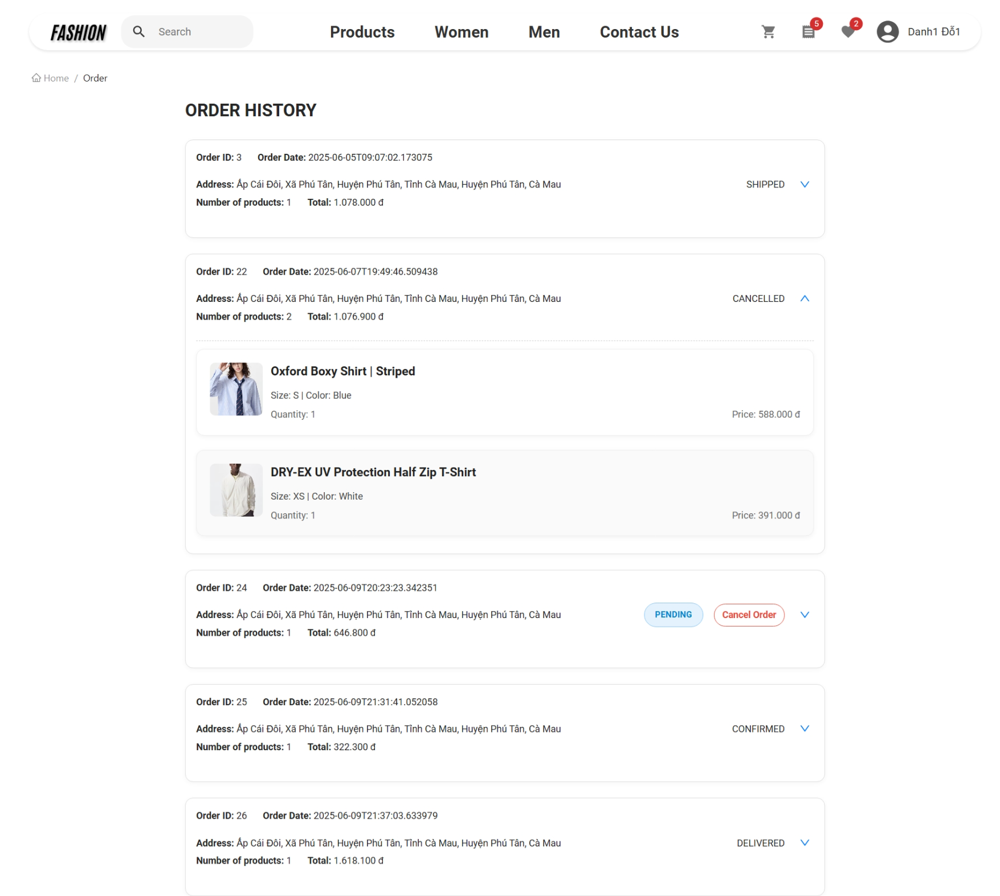 FASHION
Search
Products
Women
Men
Contact Us
5
2
Danh1 Đỗ1
Home / Order
ORDER HISTORY
Order ID: 3 Order Date: 2025-06-05T09:07:02.173075
Address: Ấp Cái Đôi, Xã Phú Tân, Huyện Phú Tân, Tỉnh Cà Mau, Huyện Phú Tân, Cà Mau
SHIPPED
Number of products: 1 Total: 1.078.000 đ
Order ID: 22 Order Date: 2025-06-07T19:49:46.509438
Address: Ấp Cái Đôi, Xã Phú Tân, Huyện Phú Tân, Tỉnh Cà Mau, Huyện Phú Tân, Cà Mau
CANCELLED
Number of products: 2 Total: 1.076.900 đ
Oxford Boxy Shirt | Striped
Size: S | Color: Blue
Quantity: 1
Price: 588.000 đ
DRY-EX UV Protection Half Zip T-Shirt
Size: XS | Color: White
Quantity: 1
Price: 391.000 đ
Order ID: 24 Order Date: 2025-06-09T20:23:23.342351
Address: Ấp Cái Đôi, Xã Phú Tân, Huyện Phú Tân, Tỉnh Cà Mau, Huyện Phú Tân, Cà Mau
PENDING
Cancel Order
Number of products: 1 Total: 646.800 đ
Order ID: 25 Order Date: 2025-06-09T21:31:41.052058
Address: Ấp Cái Đôi, Xã Phú Tân, Huyện Phú Tân, Tỉnh Cà Mau, Huyện Phú Tân, Cà Mau
CONFIRMED
Number of products: 1 Total: 322.300 đ
Order ID: 26 Order Date: 2025-06-09T21:37:03.633979
Address: Ấp Cái Đôi, Xã Phú Tân, Huyện Phú Tân, Tỉnh Cà Mau, Huyện Phú Tân, Cà Mau
DELIVERED
Number of products: 1 Total: 1.618.100 đ